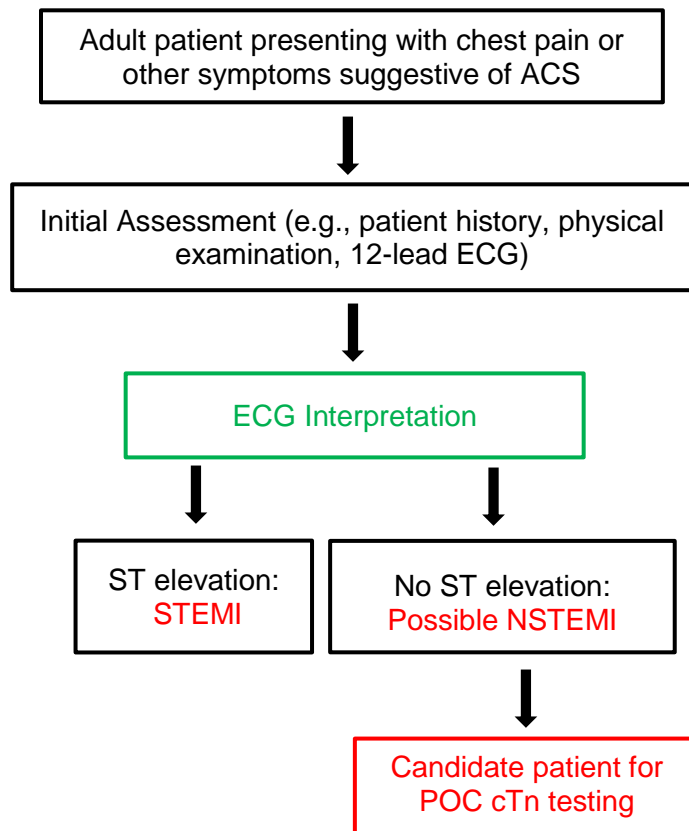 Adult patient presenting with chest pain or
other symptoms suggestive of ACS
Initial Assessment (e.g., patient history, physical
examination, 12-lead ECG)
ECG Interpretation
ST elevation:
STEMI
No ST elevation:
Possible NSTEMI
Candidate patient for
POC cTn testing